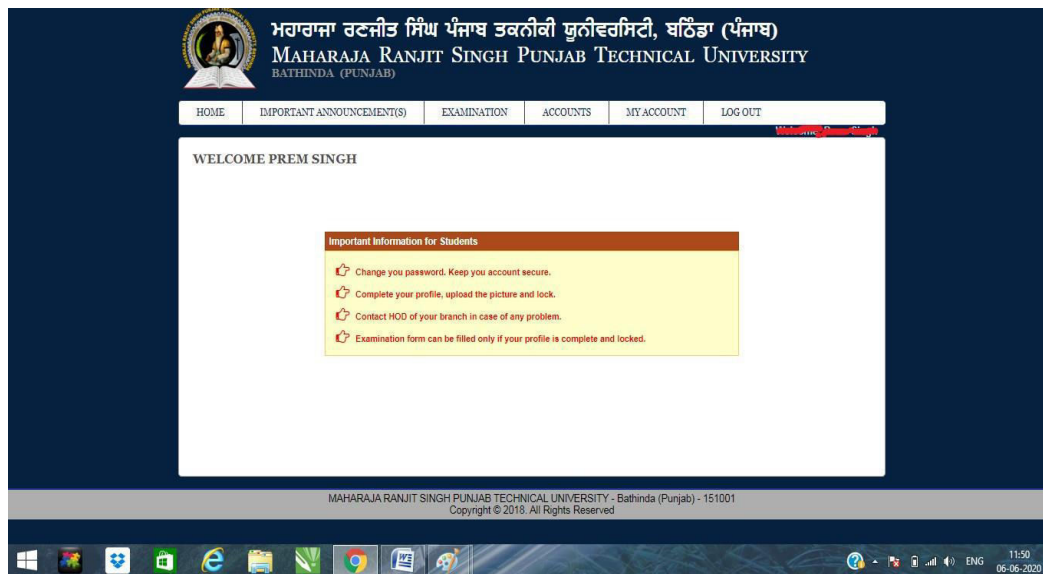 ਮਹਾਰਾਜਾ ਰਣਜੀਤ ਸਿੰਘ ਪੰਜਾਬ ਤਕਨੀਕੀ ਯੂਨੀਵਰਸਿਟੀ, ਬਠਿੰਡਾ (ਪੰਜਾਬ)
MAHARAJA RANJIT SINGH PUNJAB TECHNICAL UNIVERSITY
BATHINDA (PUNJAB)
HOME IMPORTANT ANNOUNCEMENT(S) EXAMINATION ACCOUNTS MY ACCOUNT LOG OUT
WELCOME PREM SINGH
Important Information for Students
Change you password. Keep you account secure.
Complete your profile, upload the picture and lock.
Contact HOD of your branch in case of any problem.
Examination form can be filled only if your profile is complete and locked.
MAHARAJA RANJIT SINGH PUNJAB TECHNICAL UNIVERSITY - Bathinda (Punjab) - 151001
Copyright © 2018. All Rights Reserved
ENG 11:50
06-06-2020